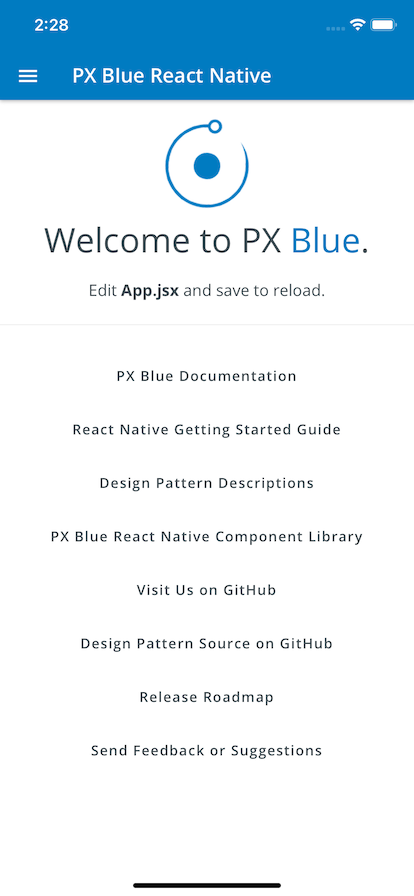 2:28
PX Blue React Native
Welcome to PX Blue.
Edit App.jsx and save to reload.
PX Blue Documentation
React Native Getting Started Guide
Design Pattern Descriptions
PX Blue React Native Component Library
Visit Us on GitHub
Design Pattern Source on GitHub
Release Roadmap
Send Feedback or Suggestions